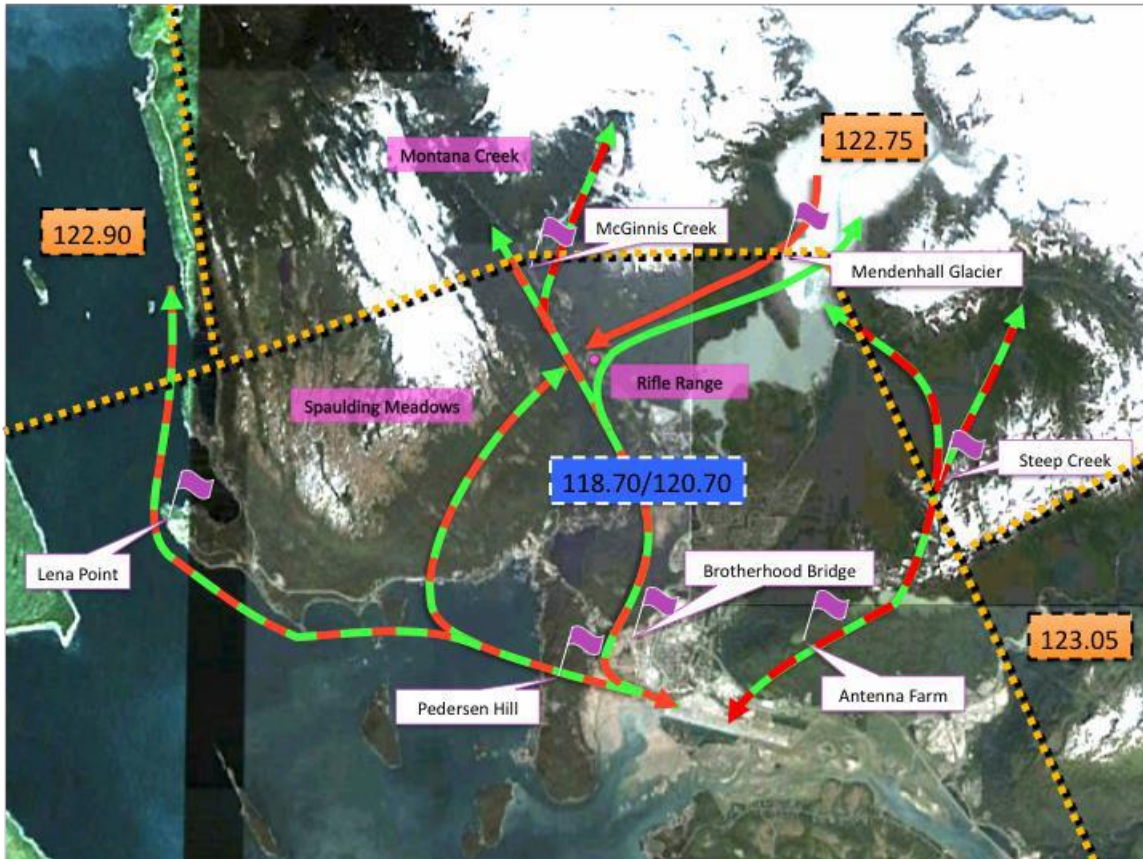 122.75
Montana Creek
122.90
McGinnis Creek
Mendenhall Glacier
Rifle Range
Spaulding Meadows
Steep Creek
118.70/120.70
Lena Point
Brotherhood Bridge
123.05
Antenna Farm
Pedersen Hill